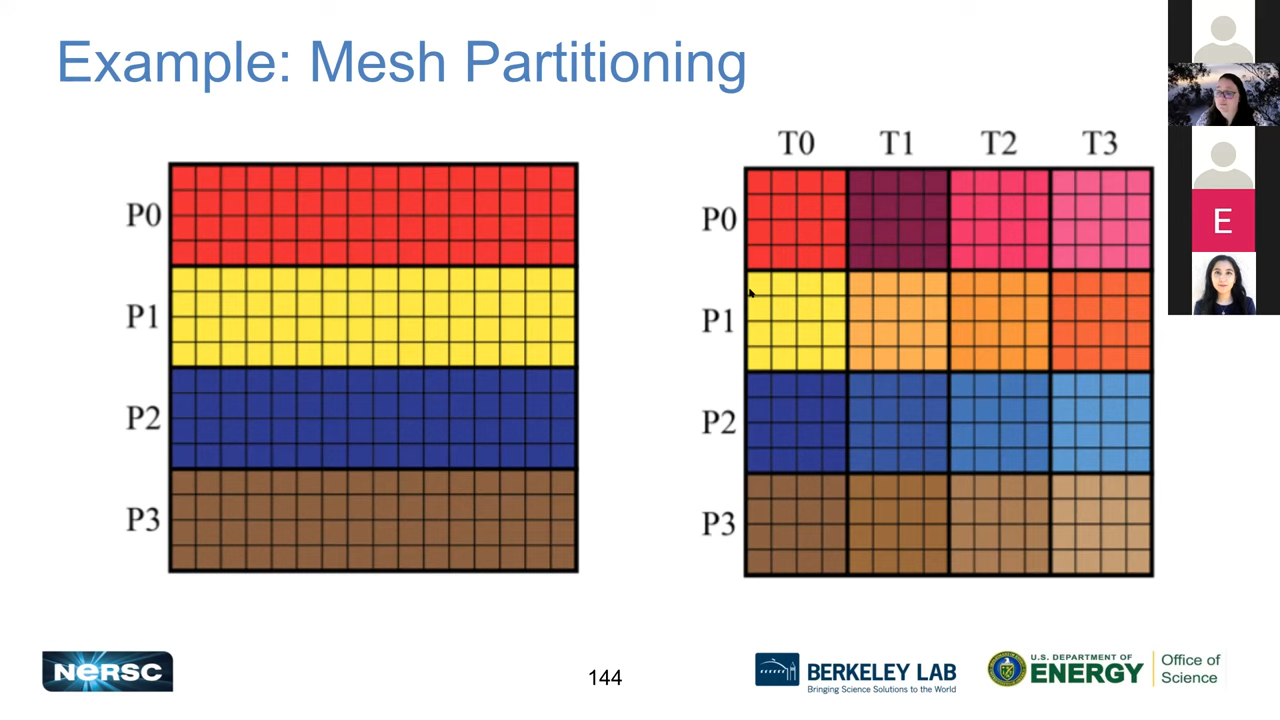 Example: Mesh Partitioning
P0
P1
P2
P3
T0 T1 T2 T3
P0
P1
P2
P3
E
NERSC
144
BERKELEY LAB
Bringing Science Solutions to the World
U.S. DEPARTMENT OF
ENERGY
Office of
Science